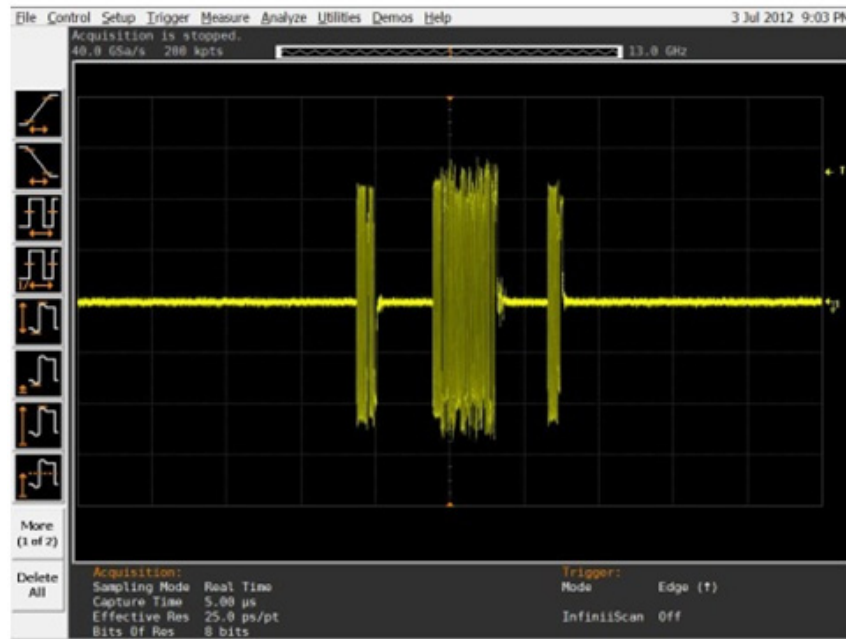 File Control Setup Trigger Measure Analyze Utilities Demos Help 3 Jul 2012 9:03 PM
Acquisition is stopped.
40.0 GSa/s 200 kpts 13.0 GHz
T
More
(1 of 2)
Delete
All
Acquisition:
Sampling Mode Real Time
Capture Time 5.00 µs
Effective Res 25.0 ps/pt
Bits Of Res 8 bits
Trigger:
Mode Edge (↑)
InfiniiScan Off